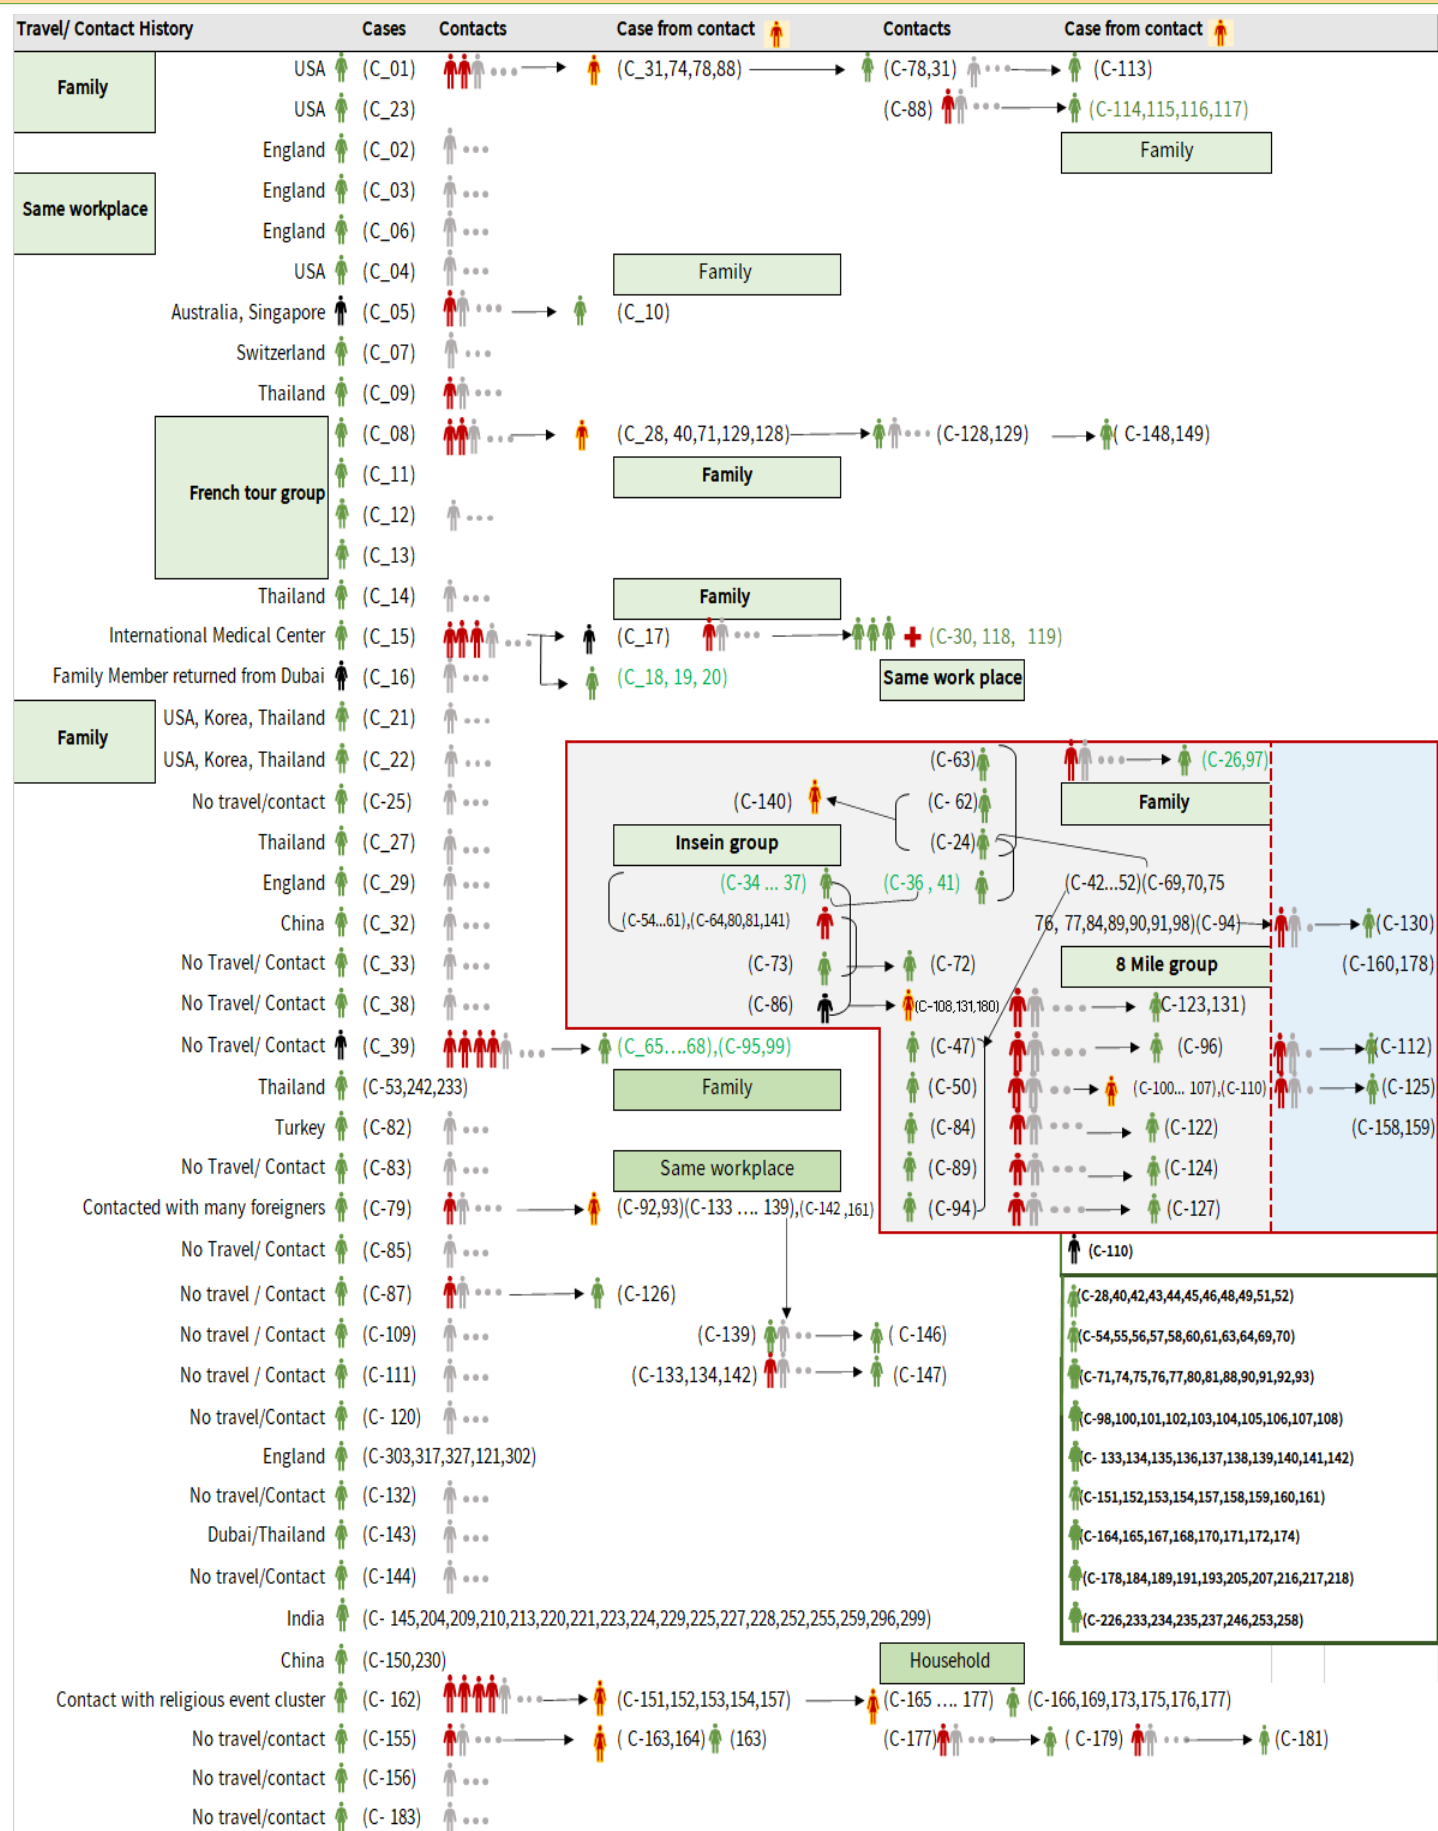 Travel/ Contact History Cases Contacts Case from contact Contacts Case from contact
Family
USA (C_01) (C_31,74,78,88) (C-78,31) (C-113)
USA (C_23) (C-88) (C-114,115,116,117)
England (C_02) Family
Same workplace
England (C_03)
England (C_06)
USA (C_04) Family
Australia, Singapore (C_05) (C_10)
Switzerland (C_07)
Thailand (C_09)
French tour group
(C_08) (C_28, 40,71,129,128) (C-128,129) ( C-148,149)
(C_11) Family
(C_12)
(C_13)
Thailand (C_14) Family
International Medical Center (C_15) (C_17) (C-30, 118, 119)
Family Member returned from Dubai (C_16) (C_18, 19, 20) Same work place
Family
USA, Korea, Thailand (C_21)
USA, Korea, Thailand (C_22) (C-63) (C-26,97)
No travel/contact (C-25) (C-140) (C- 62) Family
Thailand (C_27) Insein group (C-24)
England (C_29) (C-34 ... 37) (C-36 , 41) (C-42...52)(C-69,70,75
China (C_32) (C-54...61),(C-64,80,81,141) 76, 77,84,89,90,91,98)(C-94) (C-130)
No Travel/ Contact (C_33) (C-73) (C-72) 8 Mile group (C-160,178)
No Travel/ Contact (C_38) (C-86) (C-108,131,180) C-123,131)
No Travel/ Contact (C_39) (C_65....68),(C-95,99) (C-47) (C-96) (C-112)
Thailand (C-53,242,233) Family (C-50) (C-100... 107),(C-110) (C-125)
Turkey (C-82) (C-84) (C-122) (C-158,159)
No Travel/ Contact (C-83) Same workplace (C-89) (C-124)
Contacted with many foreigners (C-79) (C-92,93)(C-133 .... 139),(C-142 ,161) (C-94) (C-127)
No Travel/ Contact (C-85) (C-110)
No travel / Contact (C-87) (C-126) (C-28,40,42,43,44,45,46,48,49,51,52)
No travel / Contact (C-109) (C-139) ( C-146) (C-54,55,56,57,58,60,61,63,64,69,70)
No travel / Contact (C-111) (C-133,134,142) (C-147) (C-71,74,75,76,77,80,81,88,90,91,92,93)
No travel/Contact (C- 120) (C-98,100,101,102,103,104,105,106,107,108)
England (C-303,317,327,121,302) (C- 133,134,135,136,137,138,139,140,141,142)
No travel/Contact (C-132) (C-151,152,153,154,157,158,159,160,161)
Dubai/Thailand (C-143) (C-164,165,167,168,170,171,172,174)
No travel/Contact (C-144) (C-178,184,189,191,193,205,207,216,217,218)
India (C- 145,204,209,210,213,220,221,223,224,229,225,227,228,252,255,259,296,299) (C-226,233,234,235,237,246,253,258)
China (C-150,230) Household
Contact with religious event cluster (C- 162) (C-151,152,153,154,157) (C-165 .... 177) (C-166,169,173,175,176,177)
No travel/contact (C-155) ( C-163,164) (163) (C-177) ( C-179) (C-181)
No travel/contact (C-156)
No travel/contact (C- 183)